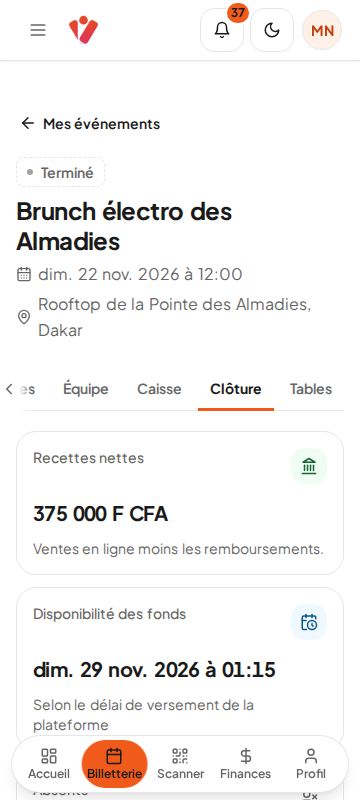 37
MN
Mes événements
Terminé
Brunch électro des
Almadies
dim. 22 nov. 2026 à 12:00
Rooftop de la Pointe des Almadies,
Dakar
es Équipe Caisse Clôture Tables
Recettes nettes
375 000 F CFA
Ventes en ligne moins les remboursements.
Disponibilité des fonds
dim. 29 nov. 2026 à 01:15
Selon le délai de versement de la
plateforme
Accueil Billetterie Scanner Finances Profil